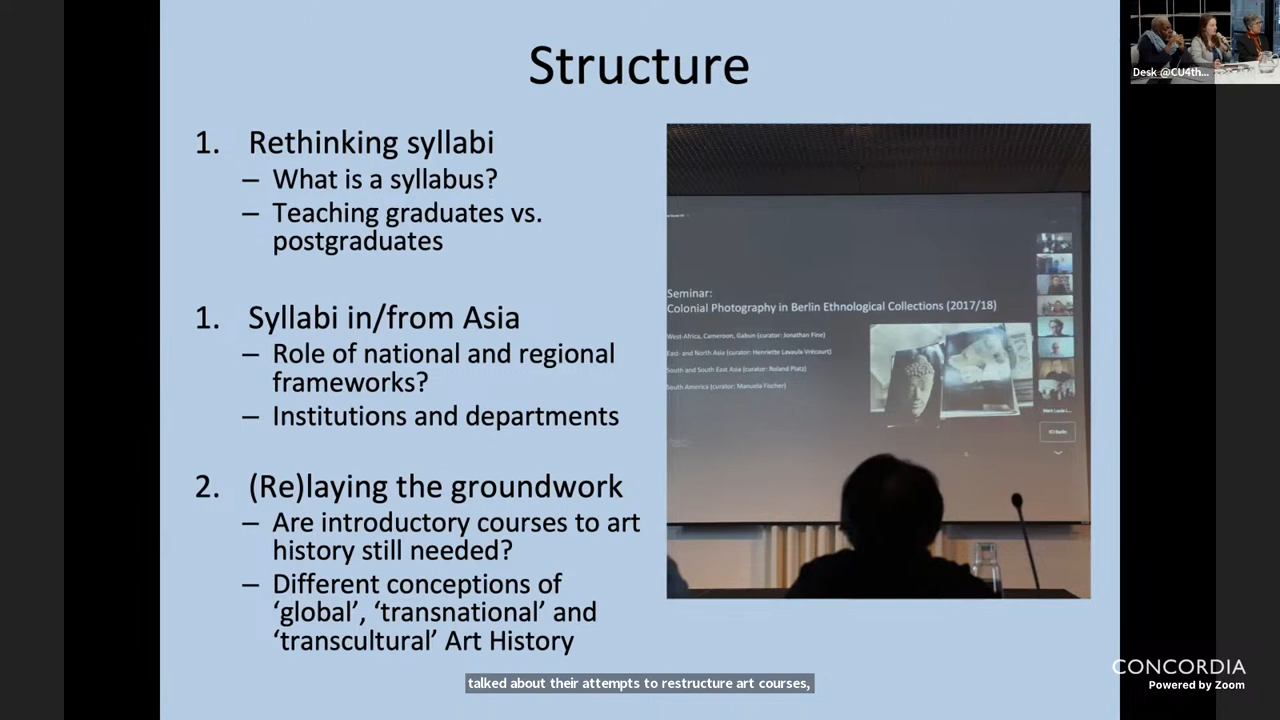 Structure
1. Rethinking syllabi
– What is a syllabus?
– Teaching graduates vs.
postgraduates
1. Syllabi in/from Asia
– Role of national and regional
frameworks?
– Institutions and departments
2. (Re)laying the groundwork
– Are introductory courses to art
history still needed?
– Different conceptions of
‘global’, ‘transnational’ and
‘transcultural’ Art History
Seminar:
Colonial Photography in Berlin Ethnological Collections (2017/18)
West-Africa, Cameroon, Gabun (curator: Jonathan Fine)
East- and North Asia (curator: Henriette Lavaulx-Vrécourt)
South and South East Asia (curator: Roland Platz)
South America (curator: Manuela Fischer)
ICI Berlin
Desk @CU4th...
talked about their attempts to restructure art courses,
CONCORDIA
Powered by Zoom